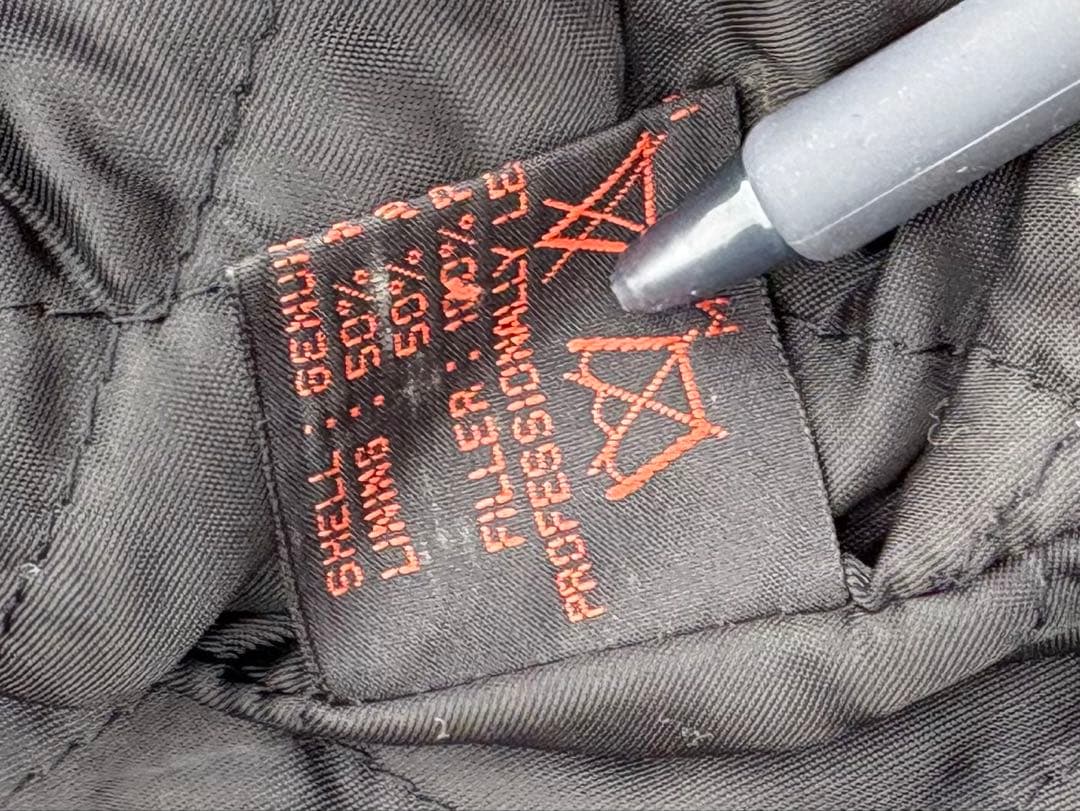 SHELL : GENUI
LINING : 50% P
50% P
FILLER : 100% P
PROFESSIONALLY LE
M